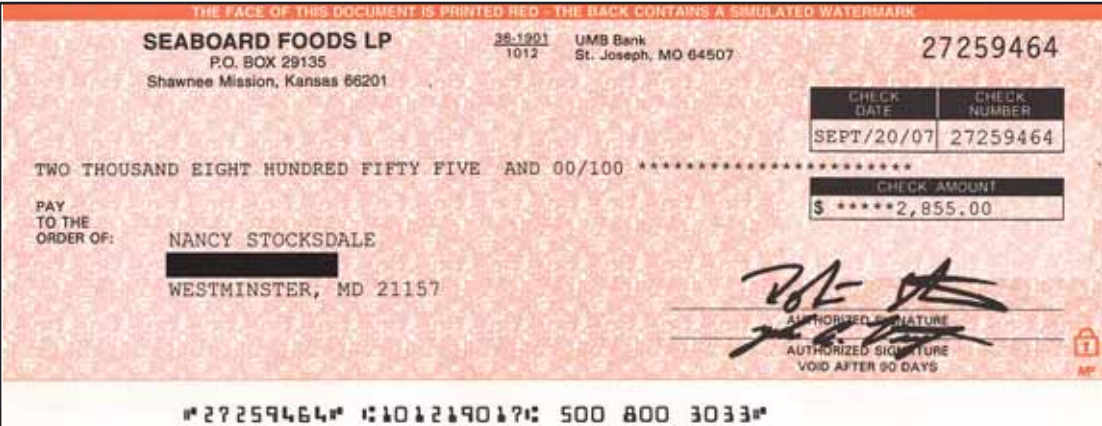 THE FACE OF THIS DOCUMENT IS PRINTED RED - THE BACK CONTAINS A SIMULATED WATERMARK
SEABOARD FOODS LP
P.O. BOX 29135
Shawnee Mission, Kansas 66201
36-1901
1012
UMB Bank
St. Joseph, MO 64507
27259464
CHECK DATE
CHECK NUMBER
SEPT/20/07 27259464
TWO THOUSAND EIGHT HUNDRED FIFTY FIVE AND 00/100 ************************
CHECK AMOUNT
$ *****2,855.00
PAY
TO THE
ORDER OF:
NANCY STOCKSDALE
WESTMINSTER, MD 21157
AUTHORIZED SIGNATURE
AUTHORIZED SIGNATURE
VOID AFTER 90 DAYS
MP
⑈27259464⑈ ⑆101219017⑆ 500 800 3033⑈